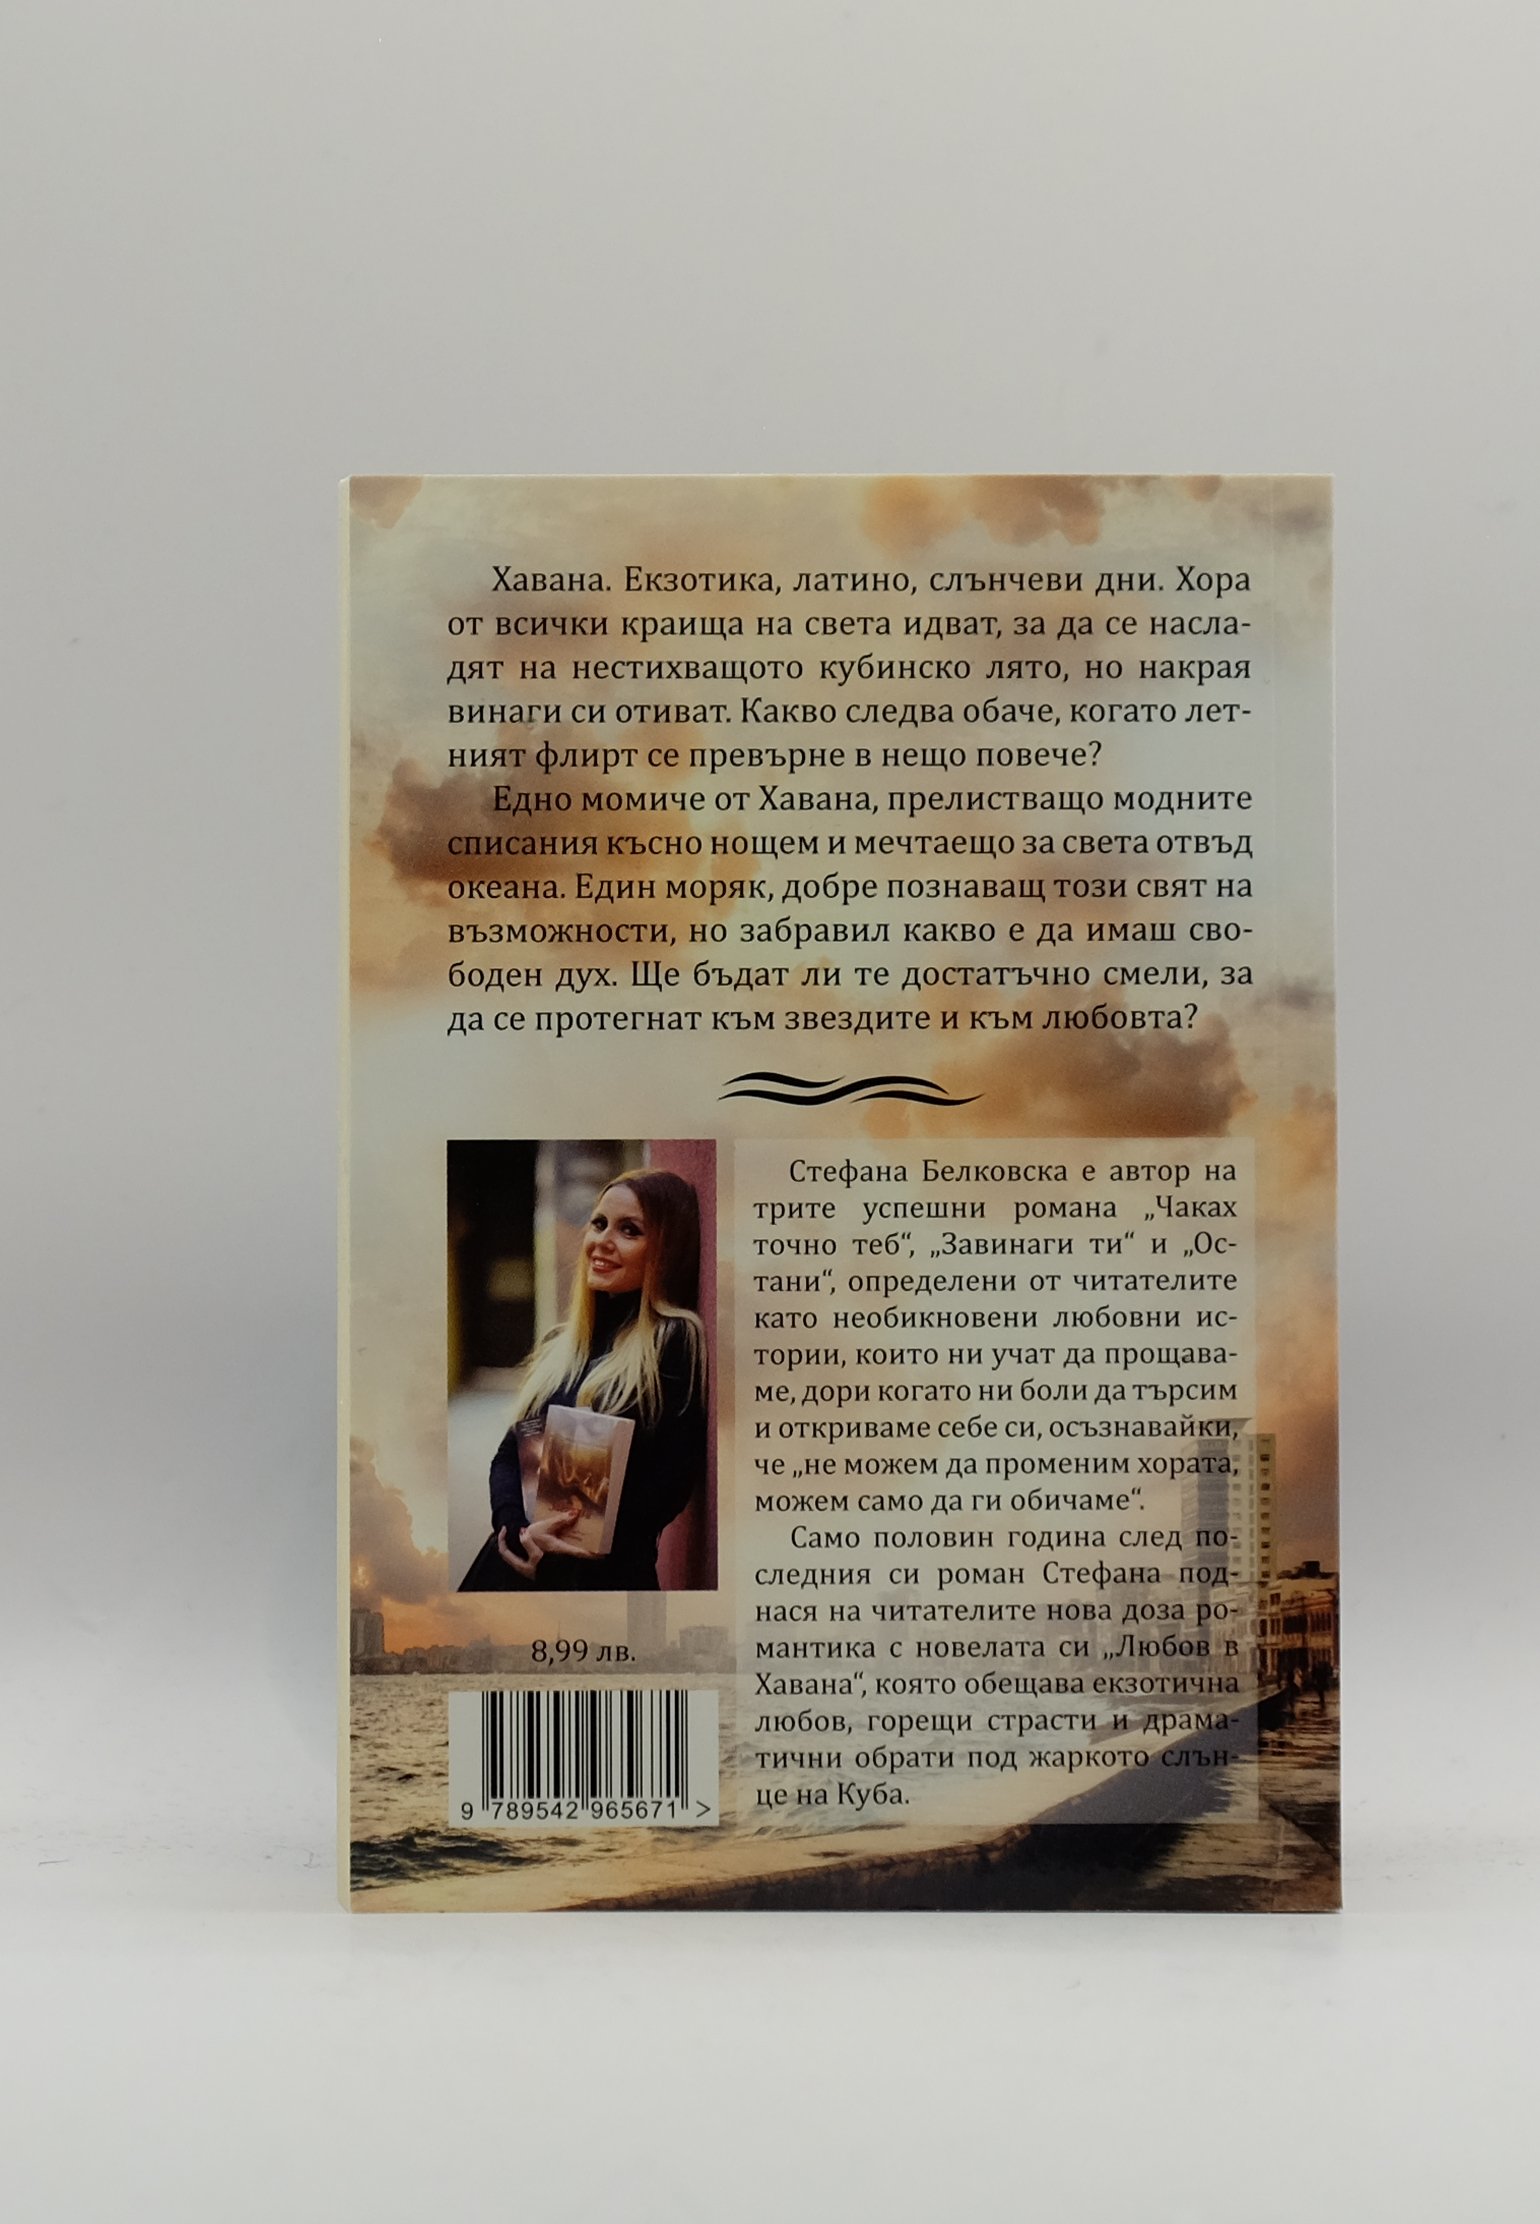 Хавана. Екзотика, латино, слънчеви дни. Хора
от всички краища на света идват, за да се насла-
дят на нестихващото кубинско лято, но накрая
винаги си отиват. Какво следва обаче, когато лет-
ният флирт се превърне в нещо повече?
Едно момиче от Хавана, прелистващо модните
списания късно нощем и мечтаещо за света отвъд
океана. Един моряк, добре познаващ този свят на
възможности, но забравил какво е да имаш сво-
боден дух. Ще бъдат ли те достатъчно смели, за
да се протегнат към звездите и към любовта?
Стефана Белковска е автор на
трите успешни романа „Чаках
точно теб“, „Завинаги ти“ и „Ос-
тани“, определени от читателите
като необикновени любовни ис-
тории, които ни учат да прощава-
ме, дори когато ни боли да търсим
и откриваме себе си, осъзнавайки,
че „не можем да променим хората,
можем само да ги обичаме“.
Само половин година след по-
следния си роман Стефана под-
нася на читателите нова доза ро-
мантика с новелата си „Любов в
Хавана“, която обещава екзотична
любов, горещи страсти и драма-
тични обрати под жаркото слън-
це на Куба.
8,99 лв.
9 789542 965671 >